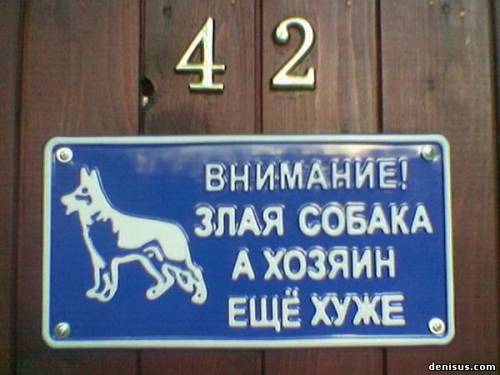 42
ВНИМАНИЕ!
ЗЛАЯ СОБАКА
А ХОЗЯИН
ЕЩЁ ХУЖЕ
denisus.com